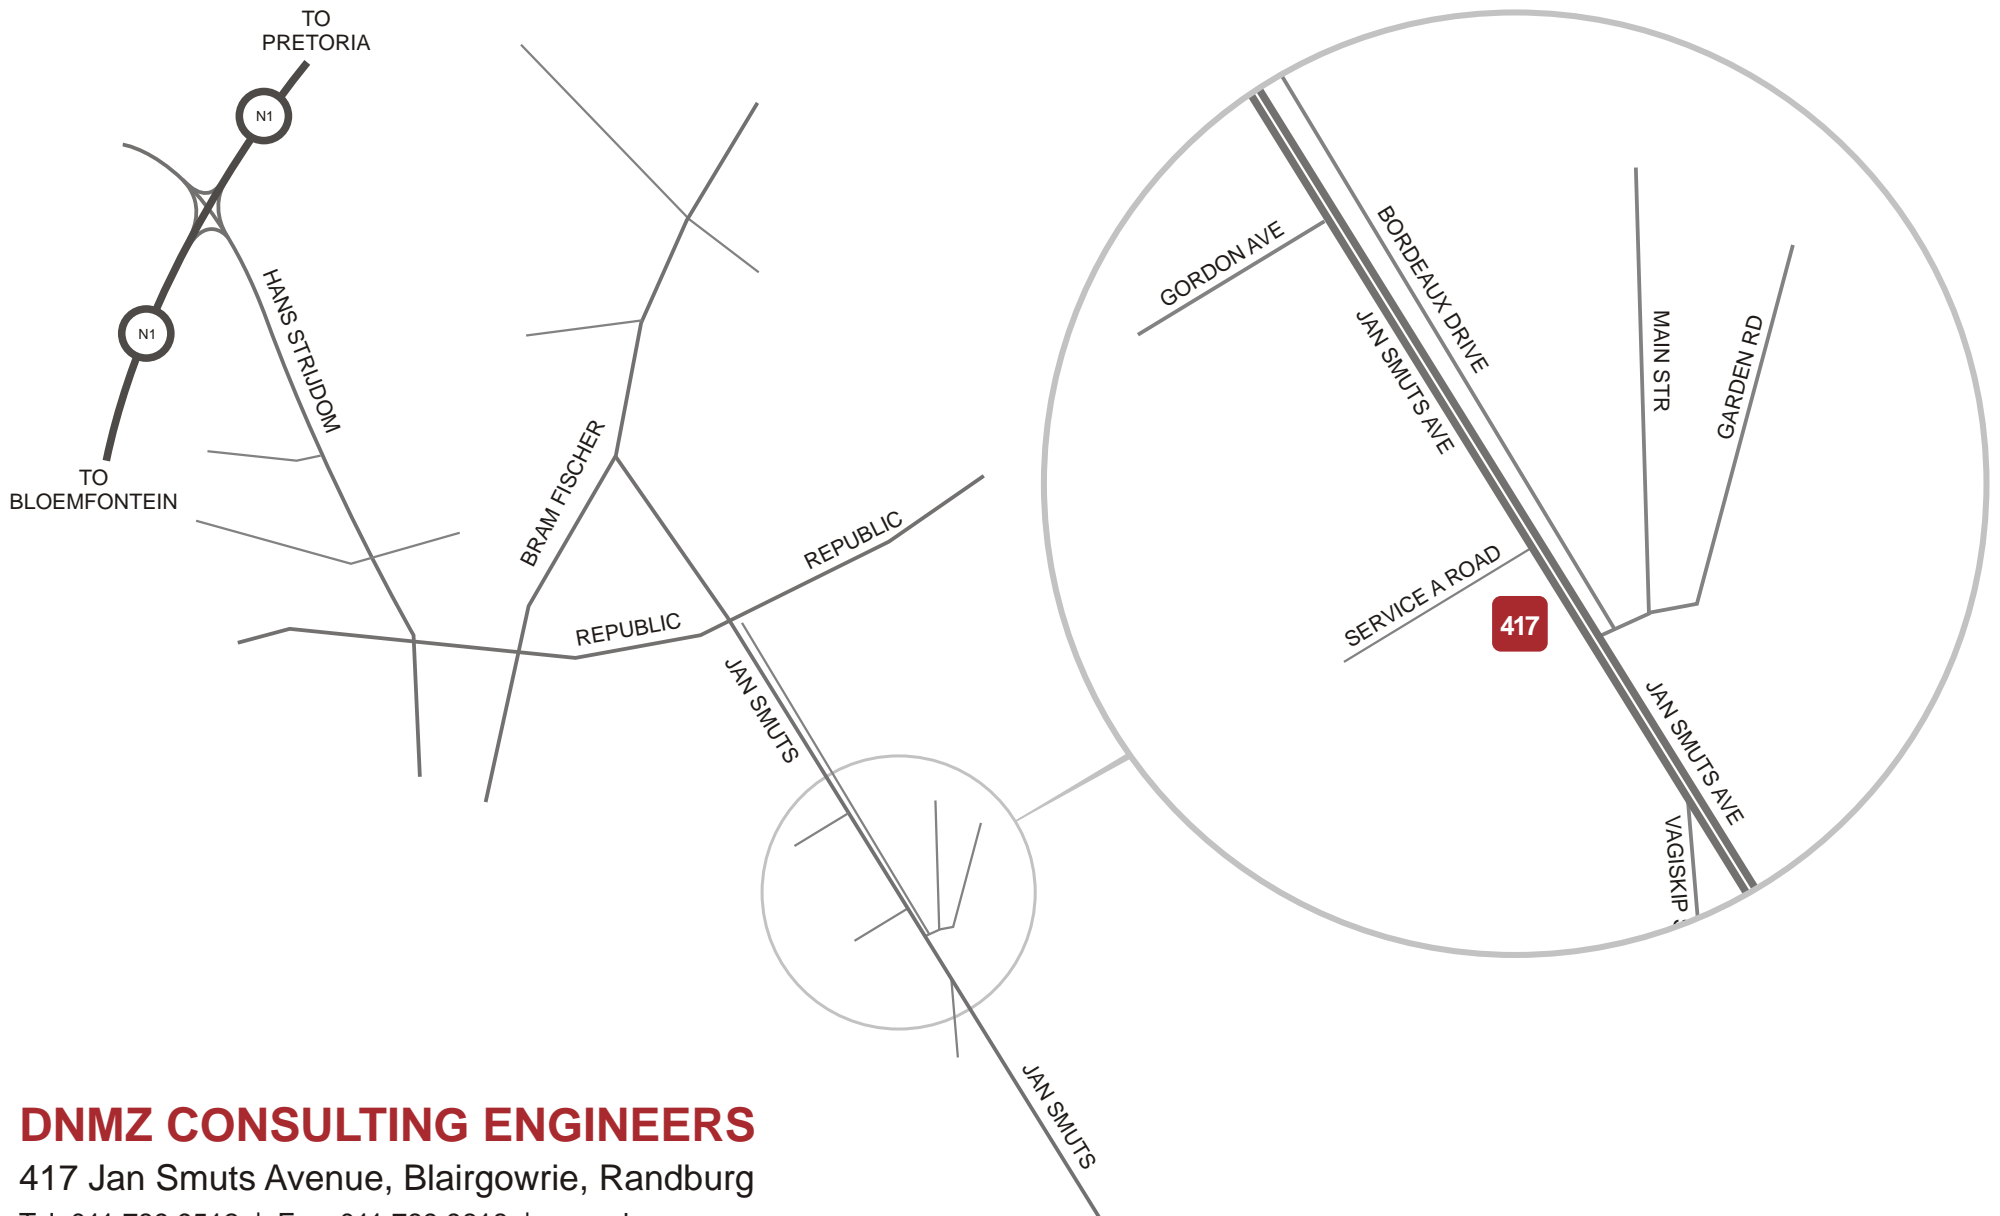 TO
PRETORIA
N1
N1
TO
BLOEMFONTEIN
HANS STRIJDOM
BRAM FISCHER
REPUBLIC
REPUBLIC
JAN SMUTS
JAN SMUTS
GORDON AVE
BORDEAUX DRIVE
JAN SMUTS AVE
MAIN STR
GARDEN RD
SERVICE A ROAD
417
JAN SMUTS AVE
VAGISKIP
DNMZ CONSULTING ENGINEERS
417 Jan Smuts Avenue, Blairgowrie, Randburg